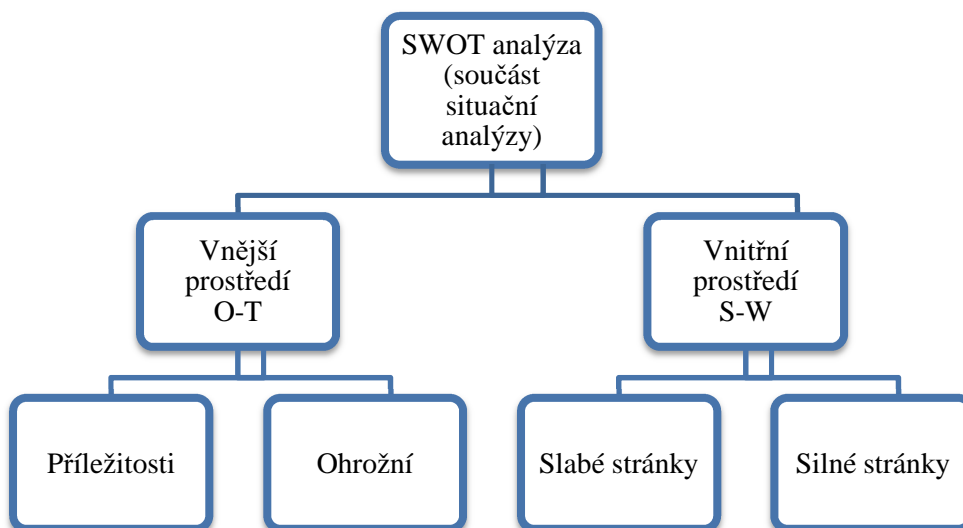 SWOT analýza
(součást
situační
analýzy)
Vnější
prostředí
O-T
Vnitřní
prostředí
S-W
Příležitosti
Ohrožní
Slabé stránky
Silné stránky